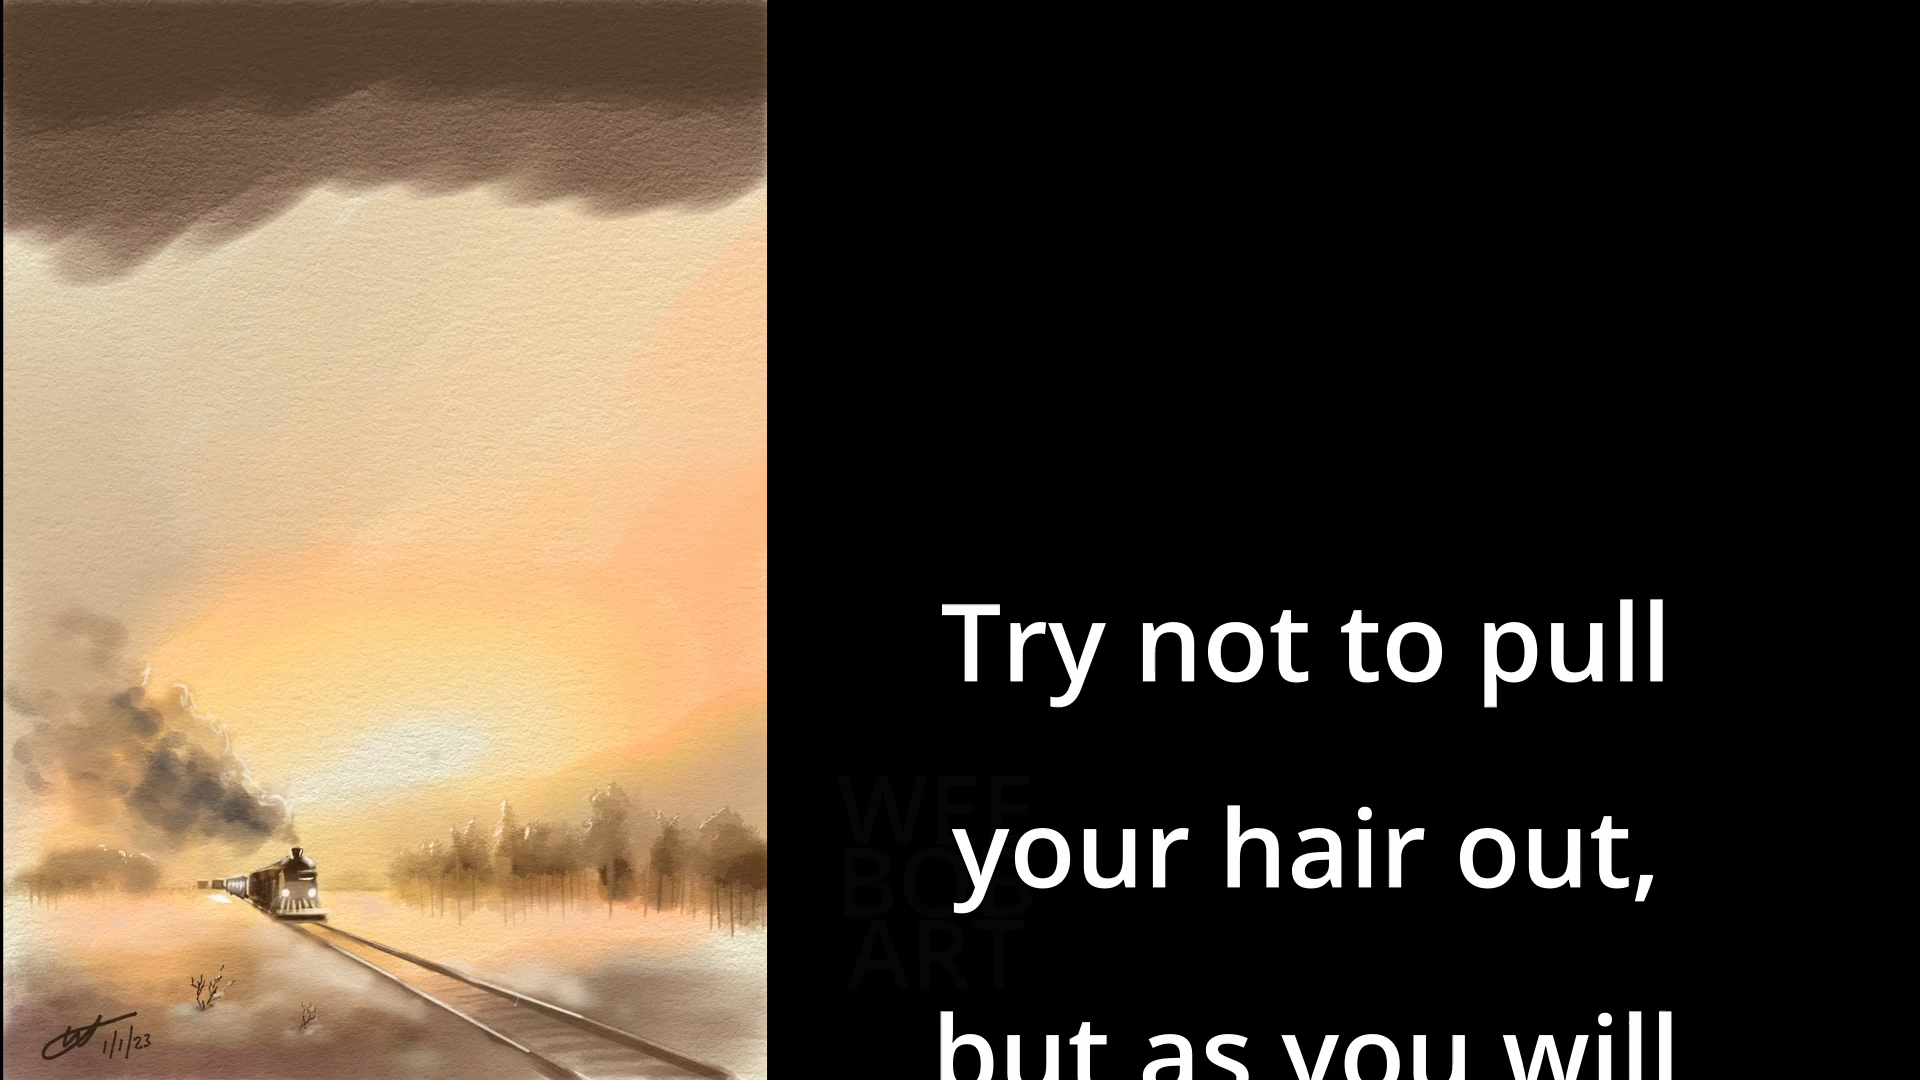 Try not to pull
your hair out,
but as you will
WEE
BOB
ART
1/1/23